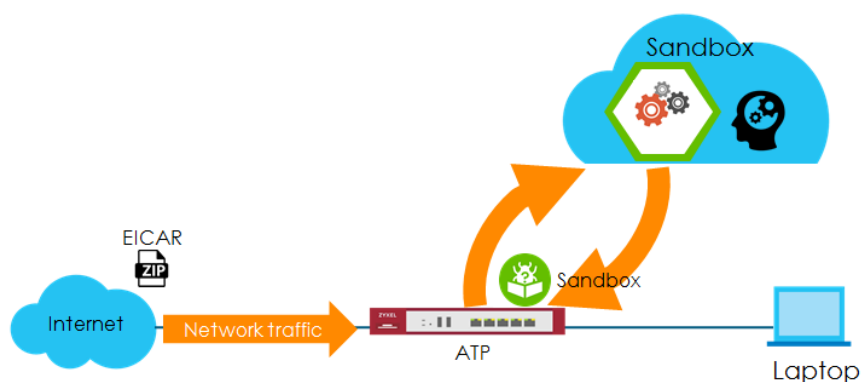 Sandbox
EICAR
ZIP
Sandbox
Internet
Network traffic
ZYXEL
ATP
Laptop